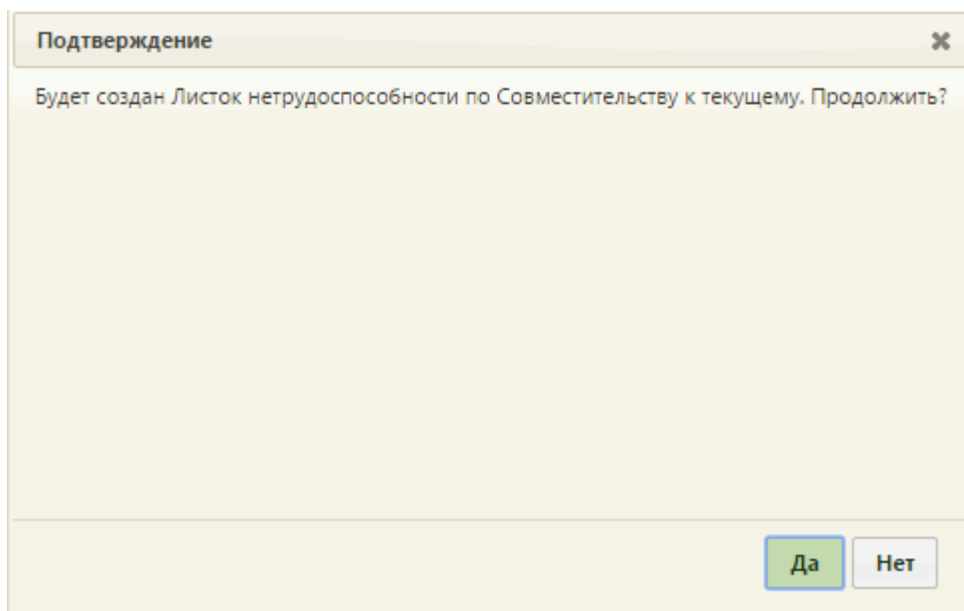 Подтверждение
Будет создан Листок нетрудоспособности по Совместительству к текущему. Продолжить?
Да
Нет